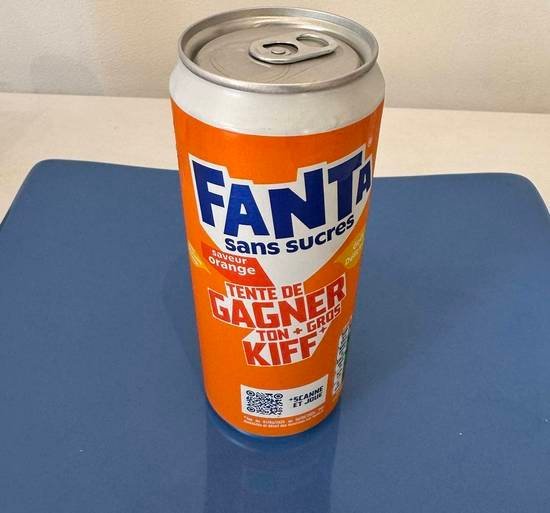 FANTA
sans sucres
saveur
orange
TENTE DE
GAGNER
TON + GROS
KIFF
+SCANNE
ET JOUE